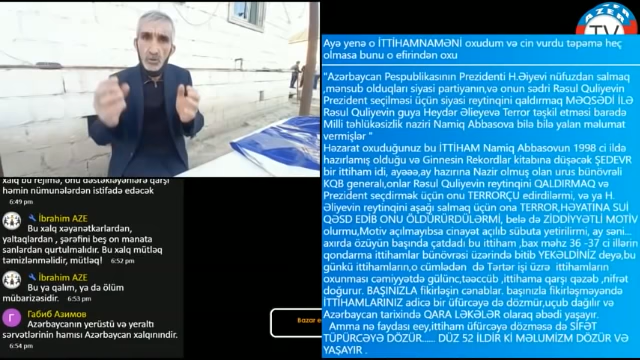 AZER
TV
Ayə yenə o İTTİHAMNAMƏNİ oxudum və cin vurdu təpəmə heç
olmasa bunu o efirindən oxu
"Azərbaycan Pespublikasının Prezidenti H.Əiyevi nüfuzdan salmaq
,mənsub olduqları siyasi partiyanın,və onun sədri Rəsul Quliyevin
Prezident seçilməsi üçün siyasi reytinqini qaldırmaq MƏQSƏDİ İLƏ
Rəsul Quliyevin guya Heydər Əlieyevə Terror təşkil etməsi barədə
Milli təhlükəsizlik naziri Namiq Abbasova bilə bilə yalan məlumat
vermişlər "
Həzarat oxuduğunuz bu İTTİHAM Namiq Abbasovun 1998 ci ildə
hazırlamış olduğu və Ginnesin Rekordlar kitabına düşəcək ŞEDEVR
bir ittiham idi, ayəəə,ay hazırına Nazir olmuş olan urus bünövrəli
KQB generalı,onlar Rəsul Quliyevin reytinqini QALDIRMAQ və
Prezident seçdirmək üçün onu TERRORÇU edirdilərmi, və ya H.
Əliyevin reytinqini aşağı salmaq üçün ona TERROR,HƏYATINA SUİ
QƏSD EDİB ONU ÖLDÜRÜRDÜLƏRMİ, belə də ZİDDİYYƏTLİ MOTİV
olurmu,Motiv açılmayıbsa cinayət açılıb sübuta yetirilirmi, ay səni...
axırda özüyün başına çatdadı bu ittiham ,bax məhz 36 -37 ci illərin
qondarma ittihamlar bünövrəsi üzərində bitib YEKƏLDİNİZ deyə,bu
günkü ittihamların,o cümlədən də Tərtər işi üzrə ittihamların
oxunması cəmiyyətdə gülünc,təəccüb ,ittihama qarşı qəzəb ,nifrət
doğurur. BAŞINIZLA fikirləşin cənablar. başınızla fikirləşməyəndə
İTTİHAMLARINIZ adicə bir üfürcəyə də dözmür,uçub dağılır və
Azərbaycan tarixində QARA LƏKƏLƏR olaraq əbədi yaşayır.
Amma nə faydası eey,ittiham üfürcəyə dözməsə də SİFƏT
TÜPÜRCƏYƏ DÖZÜR..... DÜZ 52 İLDİR Kİ MƏLUMİZM DÖZÜR VƏ
YAŞAYIR .
xalq bu rejimə, onu dəstəkləyənlərə qarşı
həmin nümunələrdən istifadə edəcək
6:49 pm
İbrahim AZE
Bu xalq xəyanətkarlardan,
yaltaqlardan , şərəfini beş on manata
satanlardan qurtulmalıdır. Bu xalq mütləq
təmizlənməlidir, mütləq! 6:52 pm
İbrahim AZE
Bu ya qalım, ya da ölüm
mübarizəsidir. 6:53 pm
Г
Габиб Азимов
Azərbaycanın yerüstü və yeraltı
sərvətlərinin hamısı Azərbaycan xalqınındır.
6:54 pm
Bazar e